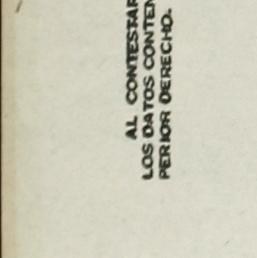 AL CONTESTAR
LOS DATOS CONTEN
PERIOR DERECHO.